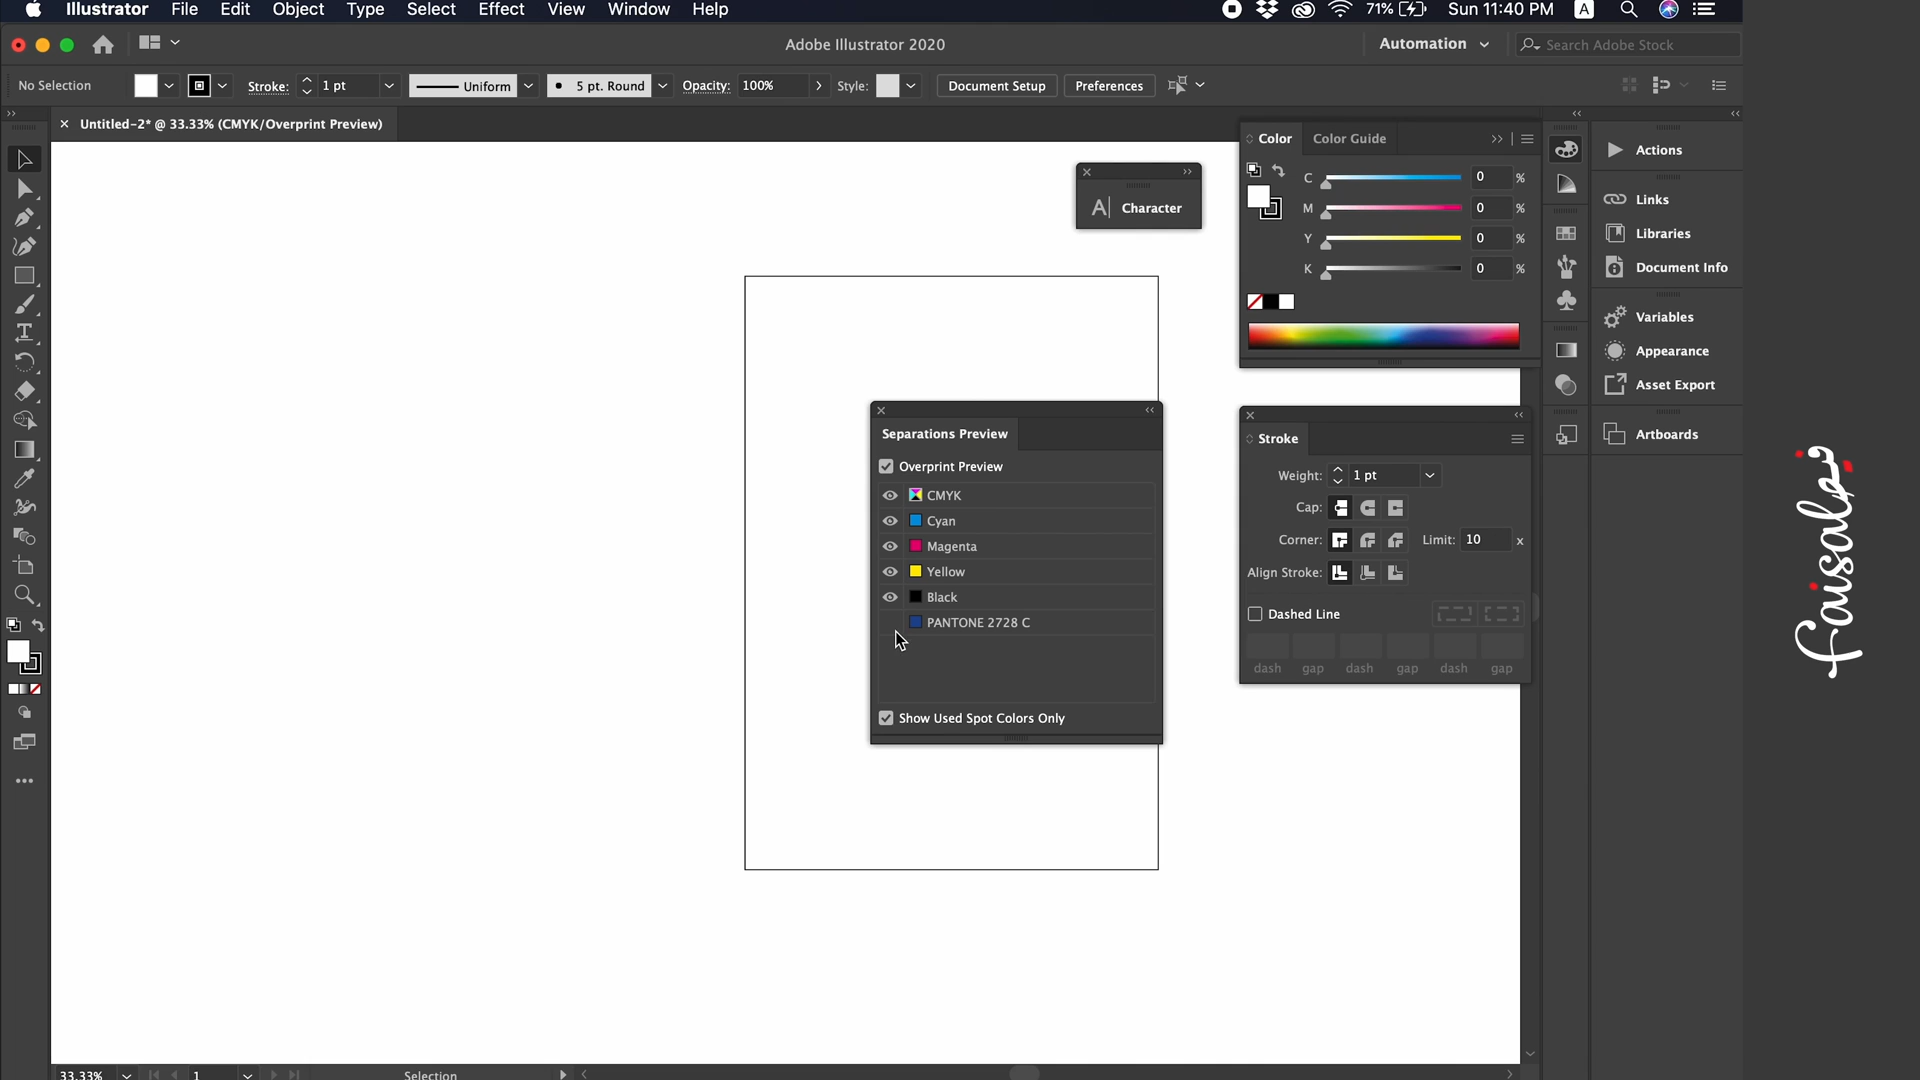 Illustrator File Edit Object Type Select Effect View Window Help
71% Sun 11:40 PM A
Adobe Illustrator 2020
Automation
Search Adobe Stock
No Selection
Stroke: 1 pt Uniform 5 pt. Round Opacity: 100% Style: Document Setup Preferences
× Untitled-2* @ 33.33% (CMYK/Overprint Preview)
A Character
Color Color Guide
C 0 %
M 0 %
Y 0 %
K 0 %
Actions
Links
Libraries
Document Info
Variables
Appearance
Asset Export
Artboards
Separations Preview
Overprint Preview
CMYK
Cyan
Magenta
Yellow
Black
PANTONE 2728 C
Show Used Spot Colors Only
Stroke
Weight: 1 pt
Cap:
Corner: Limit: 10 x
Align Stroke:
Dashed Line
dash gap dash gap dash gap
33.33% 1 Selection
faisalpi